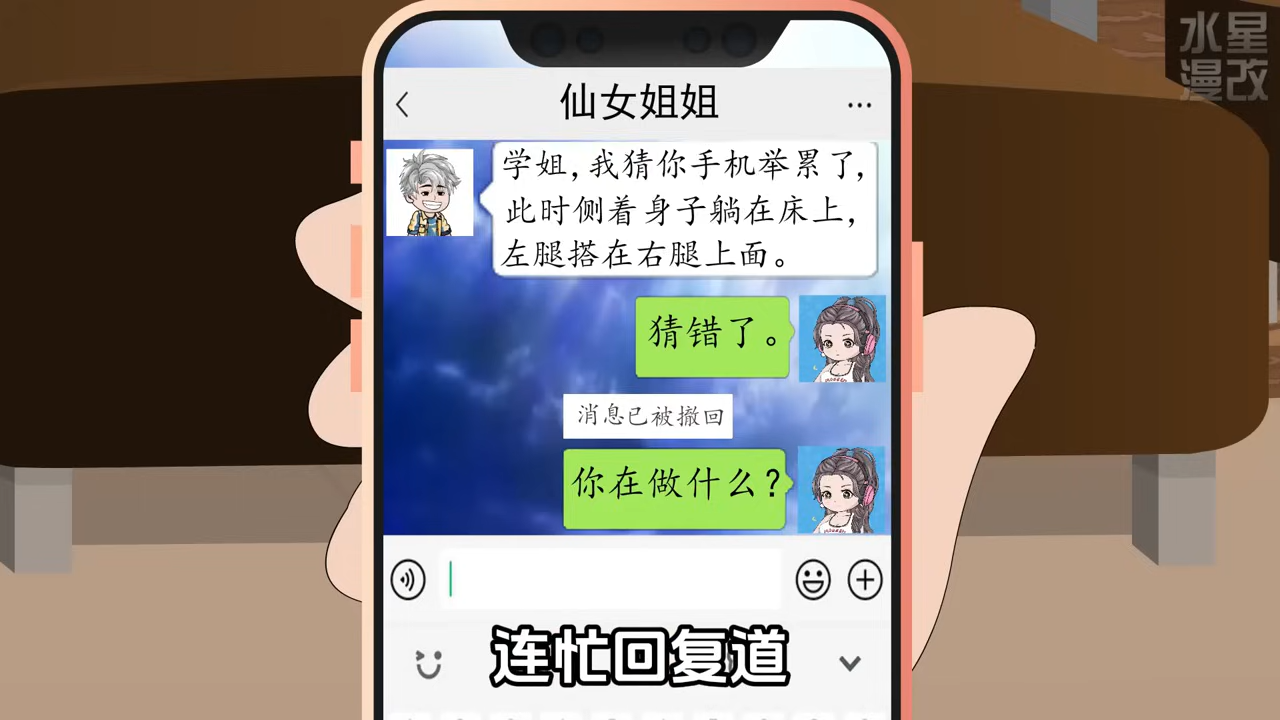 水星
漫改
仙女姐姐
学姐,我猜你手机举累了,
此时侧着身子躺在床上,
左腿搭在右腿上面。
猜错了。
消息已被撤回
你在做什么?
连忙回复道